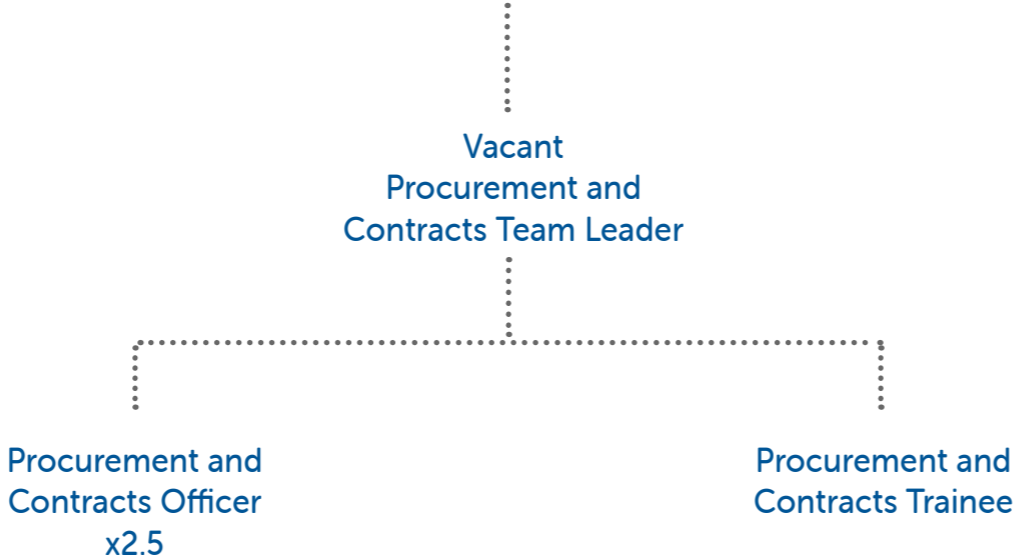 Vacant
Procurement and
Contracts Team Leader
Procurement and
Contracts Officer
x2.5
Procurement and
Contracts Trainee